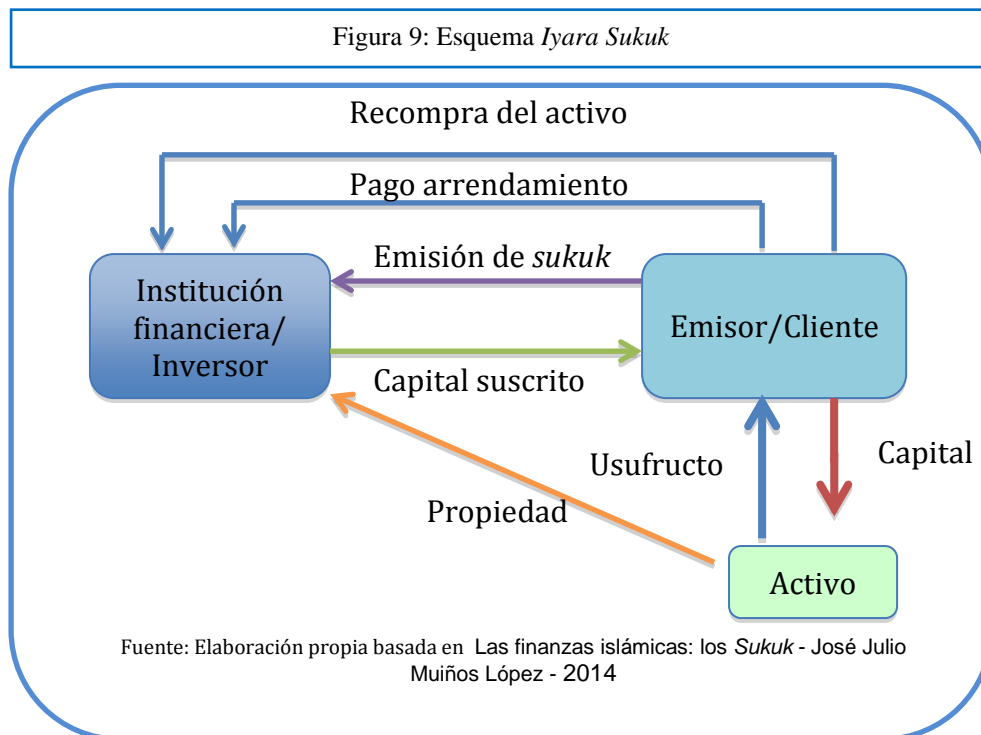 Figura 9: Esquema Iyara Sukuk
Recompra del activo
Pago arrendamiento
Emisión de sukuk
Institución
financiera/
Inversor
Emisor/Cliente
Capital suscrito
Usufructo
Capital
Propiedad
Activo
Fuente: Elaboración propia basada en Las finanzas islámicas: los Sukuk - José Julio
Muiños López - 2014